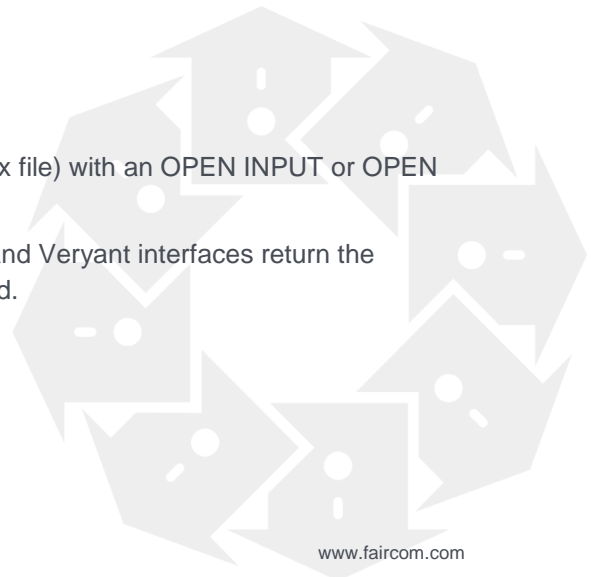 x file) with an OPEN INPUT or OPEN
nd Veryant interfaces return the
d.
www.faircom.com